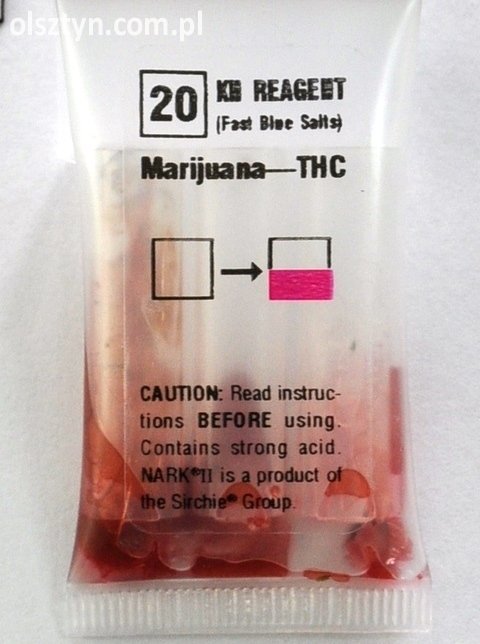 olsztyn.com.pl
20
KN REAGENT
(Fast Blue Salts)
Marijuana—THC
CAUTION: Read instruc-
tions BEFORE using.
Contains strong acid.
NARK®II is a product of
the Sirchie® Group.